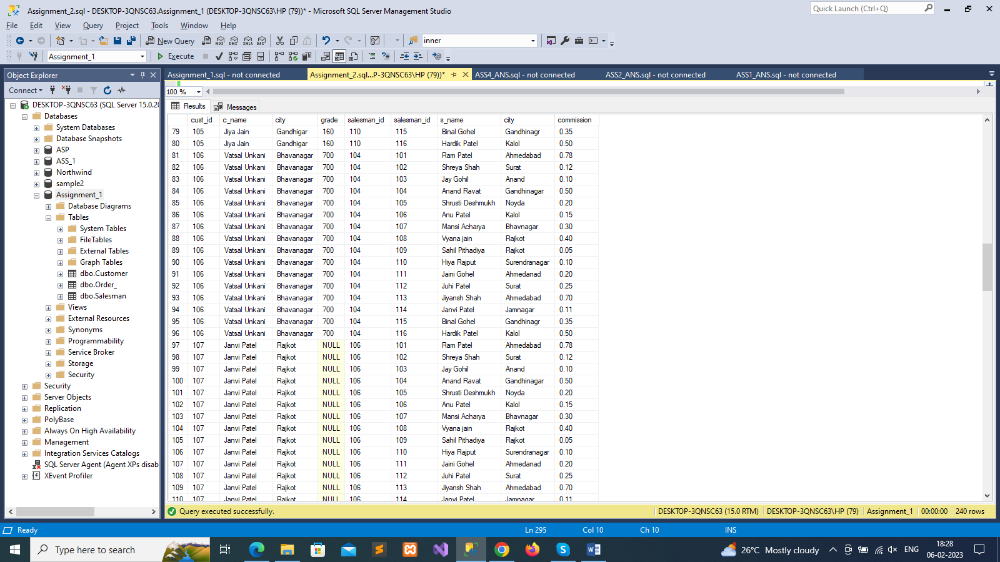 Assignment_2.sql - DESKTOP-3QNSC63.Assignment_1 (DESKTOP-3QNSC63\HP (79))* - Microsoft SQL Server Management Studio
Quick Launch (Ctrl+Q)
File Edit View Query Project Tools Window Help
New Query MDX DMX XMLA DAX inner
Assignment_1 Execute
Object Explorer
Connect
DESKTOP-3QNSC63 (SQL Server 15.0.20
Databases
System Databases
Database Snapshots
ASP
ASS_1
Northwind
sample2
Assignment_1
Database Diagrams
Tables
System Tables
FileTables
External Tables
Graph Tables
dbo.Customer
dbo.Order_
dbo.Salesman
Views
External Resources
Synonyms
Programmability
Service Broker
Storage
Security
Security
Server Objects
Replication
PolyBase
Always On High Availability
Management
Integration Services Catalogs
SQL Server Agent (Agent XPs disab
XEvent Profiler
Assignment_1.sql - not connected Assignment_2.sql...P-3QNSC63\HP (79))* ASS4_ANS.sql - not connected ASS2_ANS.sql - not connected ASS1_ANS.sql - not connected
100 %
Results Messages
cust_id c_name city grade salesman_id salesman_id s_name city commission
79 105 Jiya Jain Gandhigar 160 110 115 Binal Gohel Gandhinagr 0.35
80 105 Jiya Jain Gandhigar 160 110 116 Hardik Patel Kalol 0.50
81 106 Vatsal Unkani Bhavanagar 700 104 101 Ram Patel Ahmedabad 0.78
82 106 Vatsal Unkani Bhavanagar 700 104 102 Shreya Shah Surat 0.12
83 106 Vatsal Unkani Bhavanagar 700 104 103 Jay Gohil Anand 0.10
84 106 Vatsal Unkani Bhavanagar 700 104 104 Anand Ravat Gandhinagar 0.50
85 106 Vatsal Unkani Bhavanagar 700 104 105 Shrusti Deshmukh Noyda 0.20
86 106 Vatsal Unkani Bhavanagar 700 104 106 Anu Patel Kalol 0.15
87 106 Vatsal Unkani Bhavanagar 700 104 107 Mansi Acharya Bhavnagar 0.30
88 106 Vatsal Unkani Bhavanagar 700 104 108 Vyana jain Rajkot 0.40
89 106 Vatsal Unkani Bhavanagar 700 104 109 Sahil Pithadiya Rajkot 0.05
90 106 Vatsal Unkani Bhavanagar 700 104 110 Hiya Rajput Surendranagar 0.10
91 106 Vatsal Unkani Bhavanagar 700 104 111 Jaini Gohel Ahmedanad 0.20
92 106 Vatsal Unkani Bhavanagar 700 104 112 Juhi Patel Surat 0.25
93 106 Vatsal Unkani Bhavanagar 700 104 113 Jiyansh Shah Ahmedabad 0.70
94 106 Vatsal Unkani Bhavanagar 700 104 114 Janvi Patel Jamnagar 0.11
95 106 Vatsal Unkani Bhavanagar 700 104 115 Binal Gohel Gandhinagr 0.35
96 106 Vatsal Unkani Bhavanagar 700 104 116 Hardik Patel Kalol 0.50
97 107 Janvi Patel Rajkot NULL 106 101 Ram Patel Ahmedabad 0.78
98 107 Janvi Patel Rajkot NULL 106 102 Shreya Shah Surat 0.12
99 107 Janvi Patel Rajkot NULL 106 103 Jay Gohil Anand 0.10
100 107 Janvi Patel Rajkot NULL 106 104 Anand Ravat Gandhinagar 0.50
101 107 Janvi Patel Rajkot NULL 106 105 Shrusti Deshmukh Noyda 0.20
102 107 Janvi Patel Rajkot NULL 106 106 Anu Patel Kalol 0.15
103 107 Janvi Patel Rajkot NULL 106 107 Mansi Acharya Bhavnagar 0.30
104 107 Janvi Patel Rajkot NULL 106 108 Vyana jain Rajkot 0.40
105 107 Janvi Patel Rajkot NULL 106 109 Sahil Pithadiya Rajkot 0.05
106 107 Janvi Patel Rajkot NULL 106 110 Hiya Rajput Surendranagar 0.10
107 107 Janvi Patel Rajkot NULL 106 111 Jaini Gohel Ahmedanad 0.20
108 107 Janvi Patel Rajkot NULL 106 112 Juhi Patel Surat 0.25
109 107 Janvi Patel Rajkot NULL 106 113 Jiyansh Shah Ahmedabad 0.70
110 107 Janvi Patel Rajkot NULL 106 114 Janvi Patel Jamnagar 0.11
Query executed successfully. DESKTOP-3QNSC63 (15.0 RTM) DESKTOP-3QNSC63\HP (79) Assignment_1 00:00:00 240 rows
Ready Ln 295 Col 10 Ch 10 INS
Type here to search 26°C Mostly cloudy ENG 18:28
06-02-2023